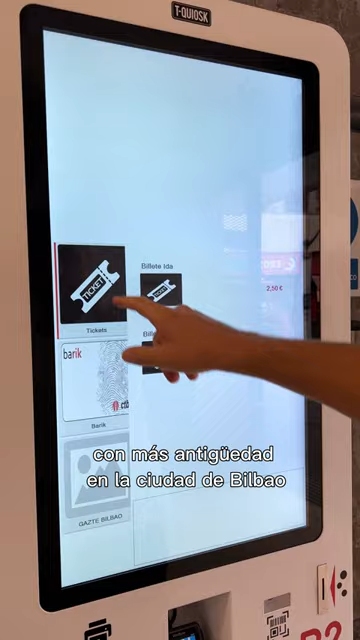 T-QUIOSK
Billete Ida
TICKET
2,50 €
Tickets
barik
Barik
con más antigüedad
en la ciudad de Bilbao
GAZTE BILBAO